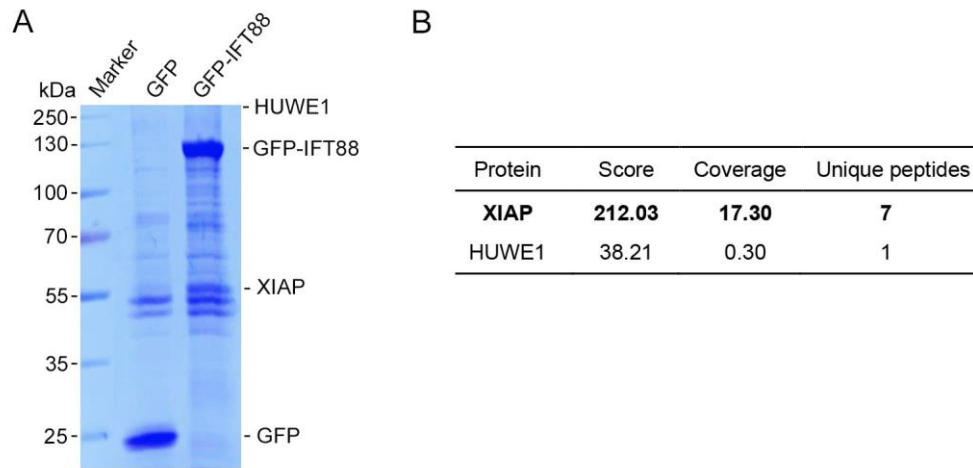 A
Marker
GFP
GFP-IFT88
kDa
250-
130-
100-
70-
55-
35-
25-
-HUWE1
-GFP-IFT88
-XIAP
-GFP
B
Protein Score Coverage Unique peptides
XIAP 212.03 17.30 7
HUWE1 38.21 0.30 1